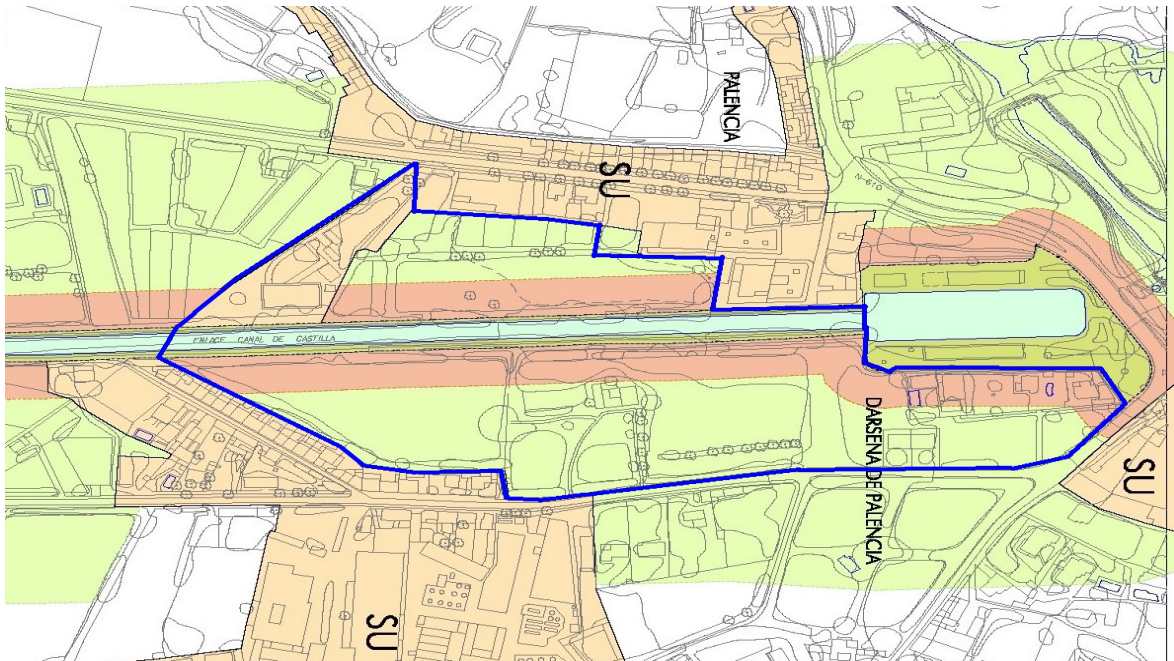 PALENCIA
SU
N-610
ENLACE CANAL DE CASTILLA
DARSENA DE PALENCIA
SU
SU